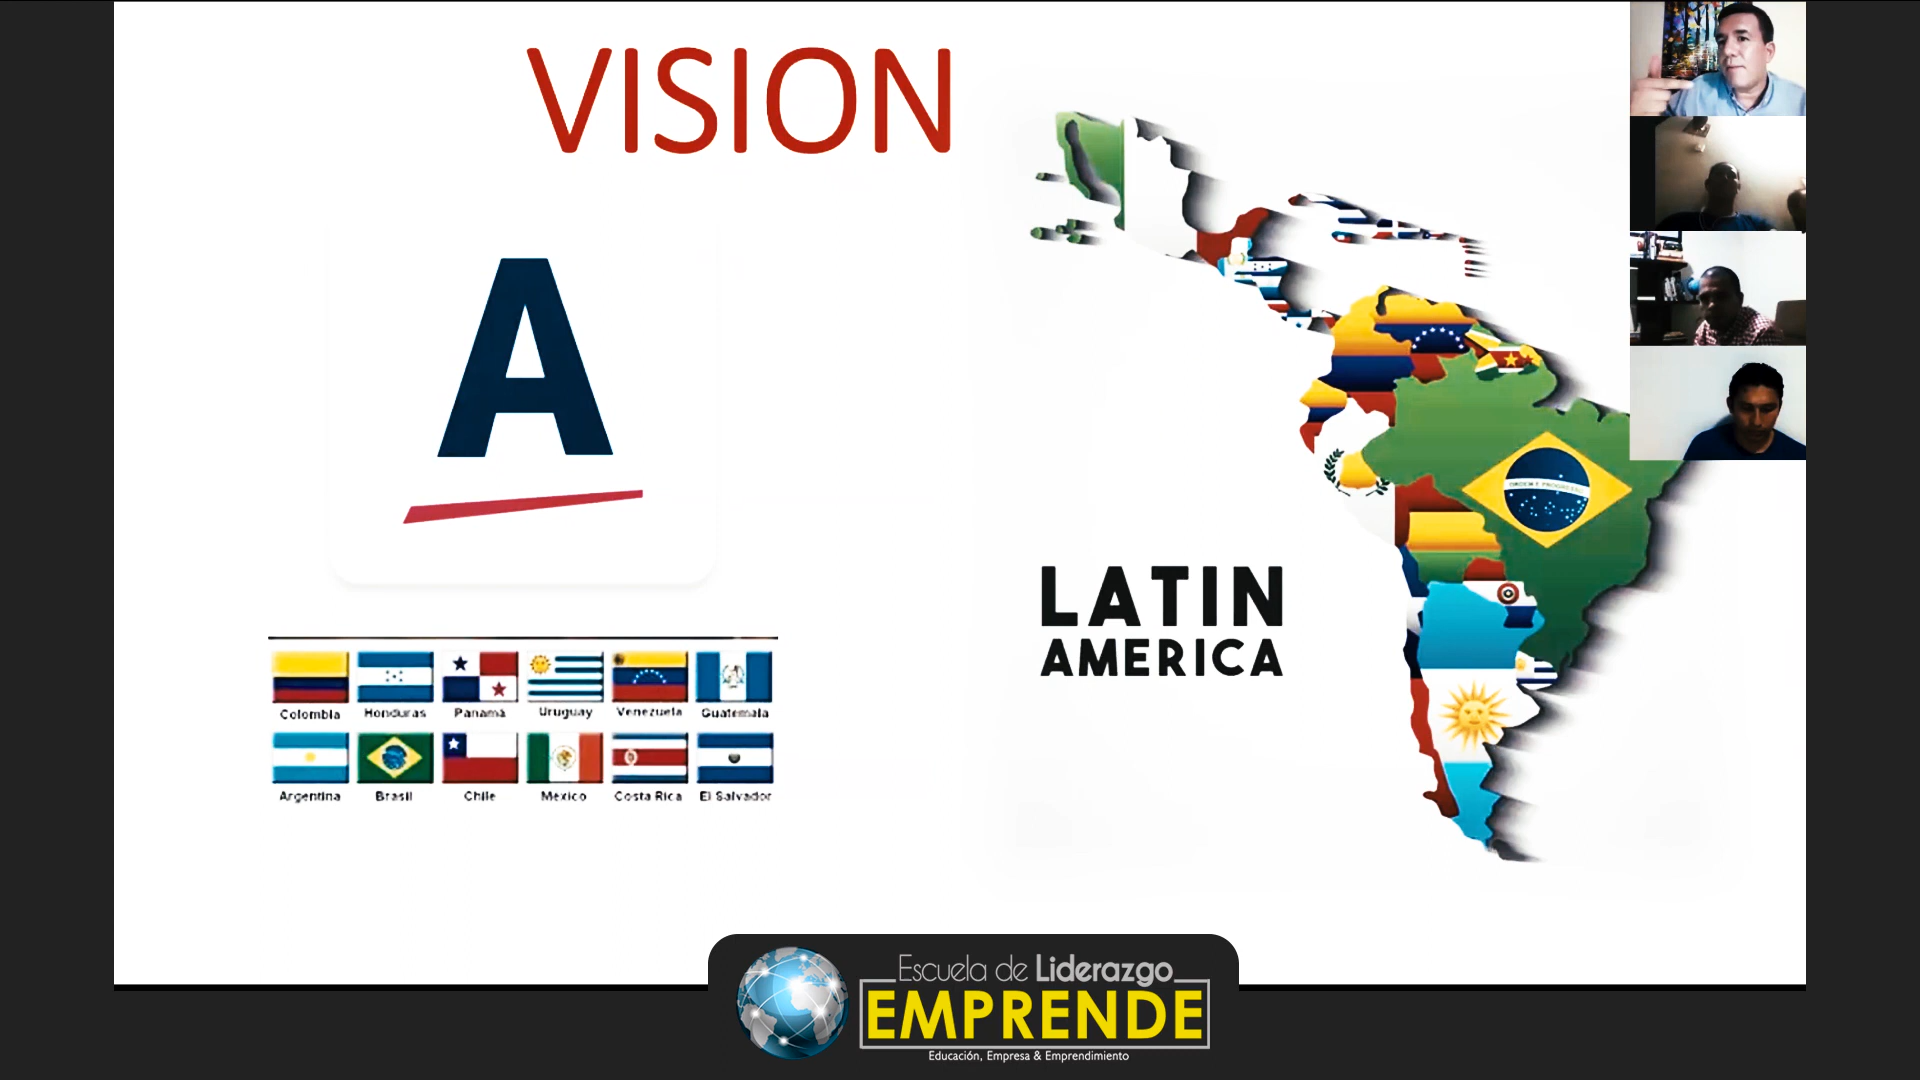 VISION
A
Colombia Honduras Panamá Uruguay Venezuela Guatemala
Argentina Brasil Chile Mexico Costa Rica El Salvador
LATIN
AMERICA
Escuela de Liderazgo
EMPRENDE
Educación, Empresa & Emprendimiento